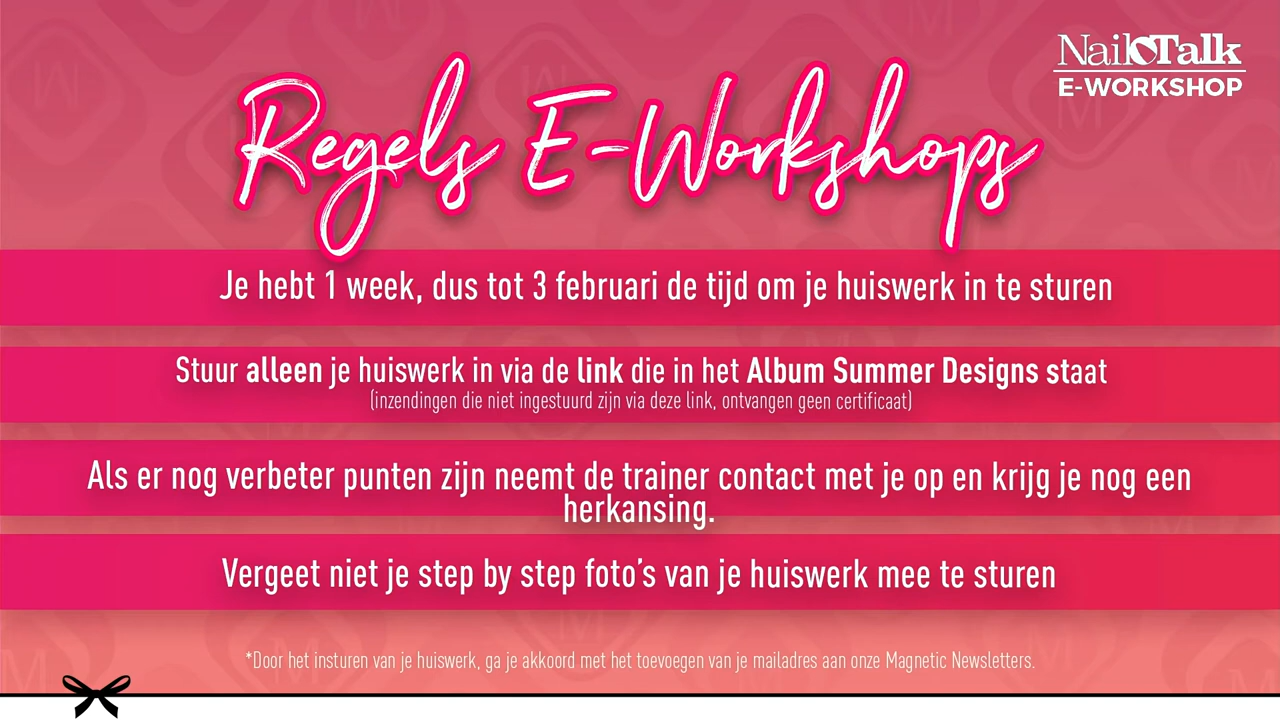 Nail Talk
E-WORKSHOP
Regels E-Workshops
Je hebt 1 week, dus tot 3 februari de tijd om je huiswerk in te sturen
Stuur alleen je huiswerk in via de link die in het Album Summer Designs staat
(inzendingen die niet ingestuurd zijn via deze link, ontvangen geen certificaat)
Als er nog verbeter punten zijn neemt de trainer contact met je op en krijg je nog een
herkansing.
Vergeet niet je step by step foto's van je huiswerk mee te sturen
*Door het insturen van je huiswerk, ga je akkoord met het toevoegen van je mailadres aan onze Magnetic Newsletters.